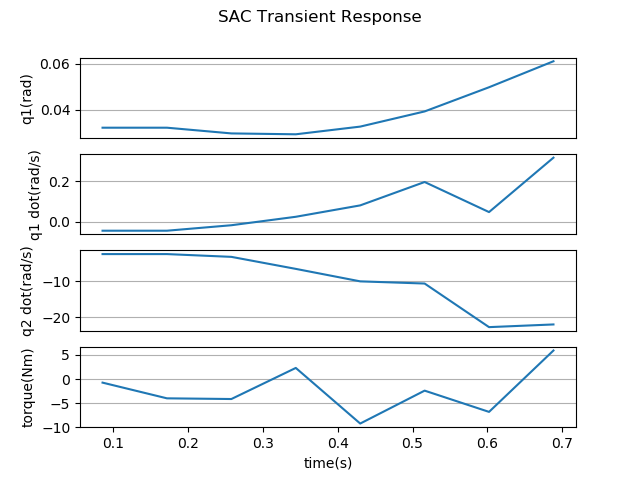 SAC Transient Response
q1(rad)
0.06
0.04
q1 dot(rad/s)
0.2
0.0
q2 dot(rad/s)
−10
−20
torque(Nm)
5
0
−5
−10
0.1 0.2 0.3 0.4 0.5 0.6 0.7
time(s)